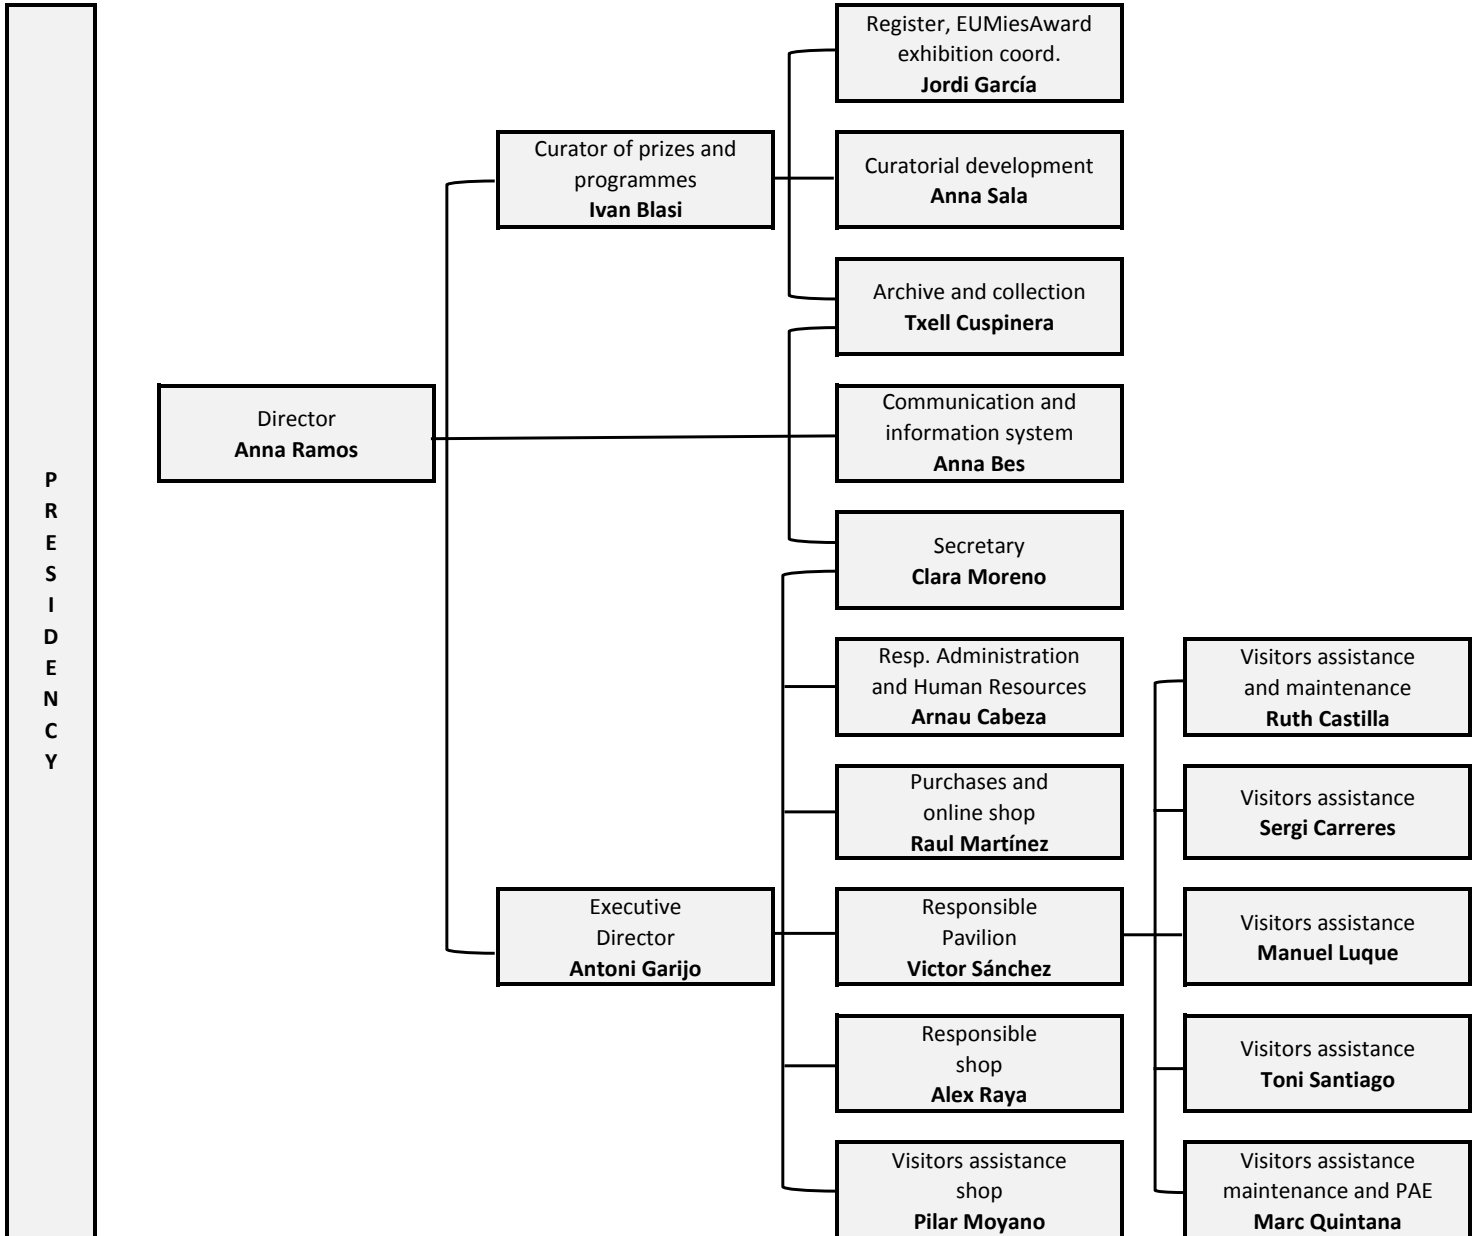 P
R
E
S
I
D
E
N
C
Y
Director
Anna Ramos
Curator of prizes and
programmes
Ivan Blasi
Executive
Director
Antoni Garijo
Register, EUMiesAward
exhibition coord.
Jordi García
Curatorial development
Anna Sala
Archive and collection
Txell Cuspinera
Communication and
information system
Anna Bes
Secretary
Clara Moreno
Resp. Administration
and Human Resources
Arnau Cabeza
Purchases and
online shop
Raul Martínez
Responsible
Pavilion
Victor Sánchez
Responsible
shop
Alex Raya
Visitors assistance
shop
Pilar Moyano
Visitors assistance
and maintenance
Ruth Castilla
Visitors assistance
Sergi Carreres
Visitors assistance
Manuel Luque
Visitors assistance
Toni Santiago
Visitors assistance
maintenance and PAE
Marc Quintana